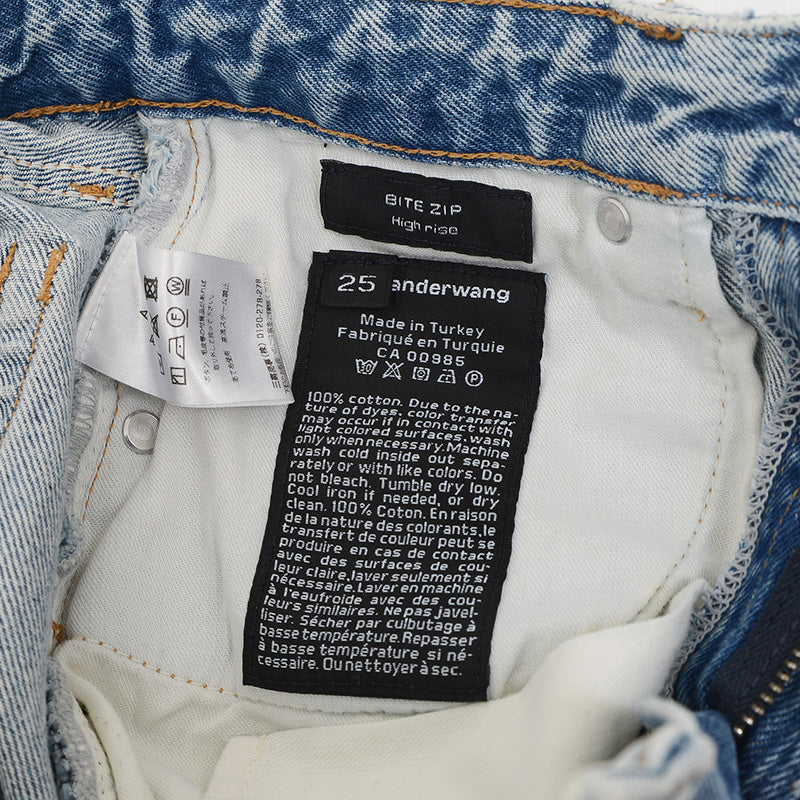 BITE ZIP
High rise
25
anderwang
Made in Turkey
Fabriqué en Turquie
CA 00985
100% cotton. Due to the na-
ture of dyes, color transfer
may occur if in contact with
light colored surfaces, wash
only when necessary. Machine
wash cold inside out sepa-
rately or with like colors. Do
not bleach. Tumble dry low.
Cool iron if needed, or dry
clean. 100% Coton. En raison
de la nature des colorants, le
transfert de couleur peut se
produire en cas de contact
avec des surfaces de cou-
leur claire, laver seulement si
nécessaire. Laver en machine
à l'eaufroide avec des cou-
leurs similaires. Ne pas javel-
liser. Sécher par culbutage à
basse température. Repasser
à basse température si né-
cessaire. Ou nettoyer à sec.
0120-278-278